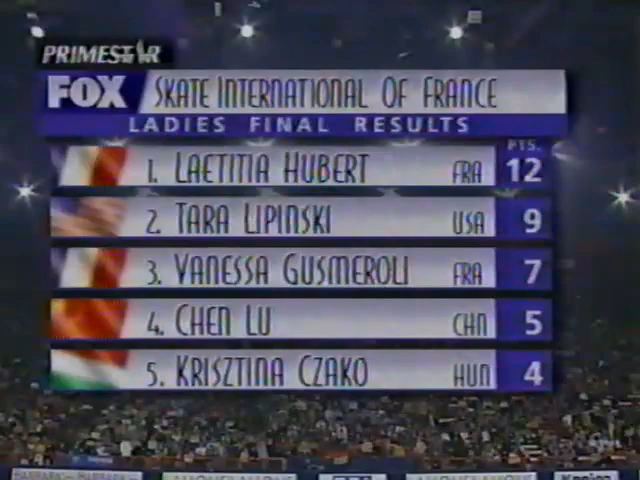 PRIMESTAR
FOX SKATE INTERNATIONAL OF FRANCE
LADIES FINAL RESULTS
PTS.
1. LAETITIA HUBERT FRA 12
2. TARA LIPINSKI USA 9
3. VANESSA GUSMEROLI FRA 7
4. CHEN LU CHN 5
5. KRISZTINA CZAKO HUN 4